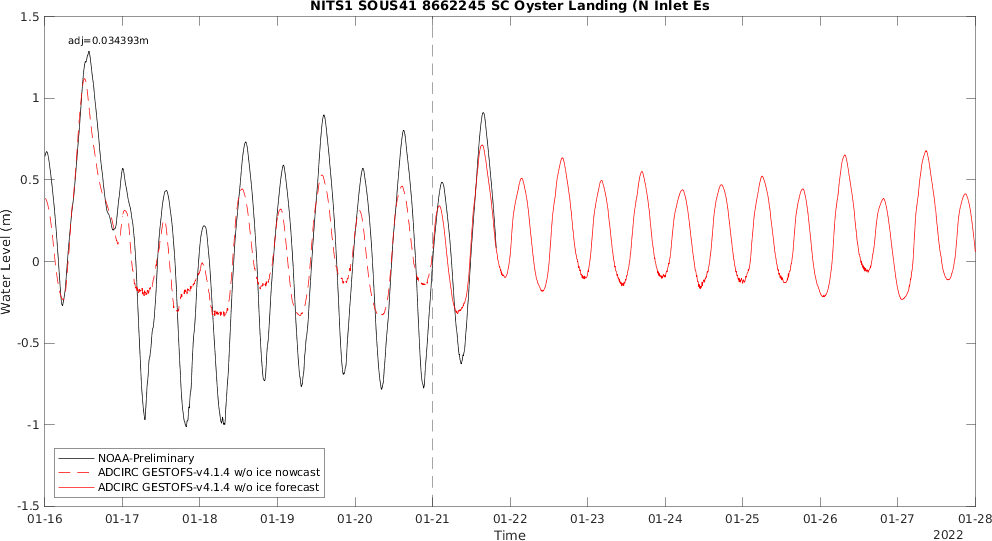 NITS1 SOUS41 8662245 SC Oyster Landing (N Inlet Es
adj=0.034393m
1.5
1
0.5
0
-0.5
-1
-1.5
Water Level (m)
NOAA-Preliminary
ADCIRC GESTOFS-v4.1.4 w/o ice nowcast
ADCIRC GESTOFS-v4.1.4 w/o ice forecast
01-16 01-17 01-18 01-19 01-20 01-21 01-22 01-23 01-24 01-25 01-26 01-27 01-28
Time
2022